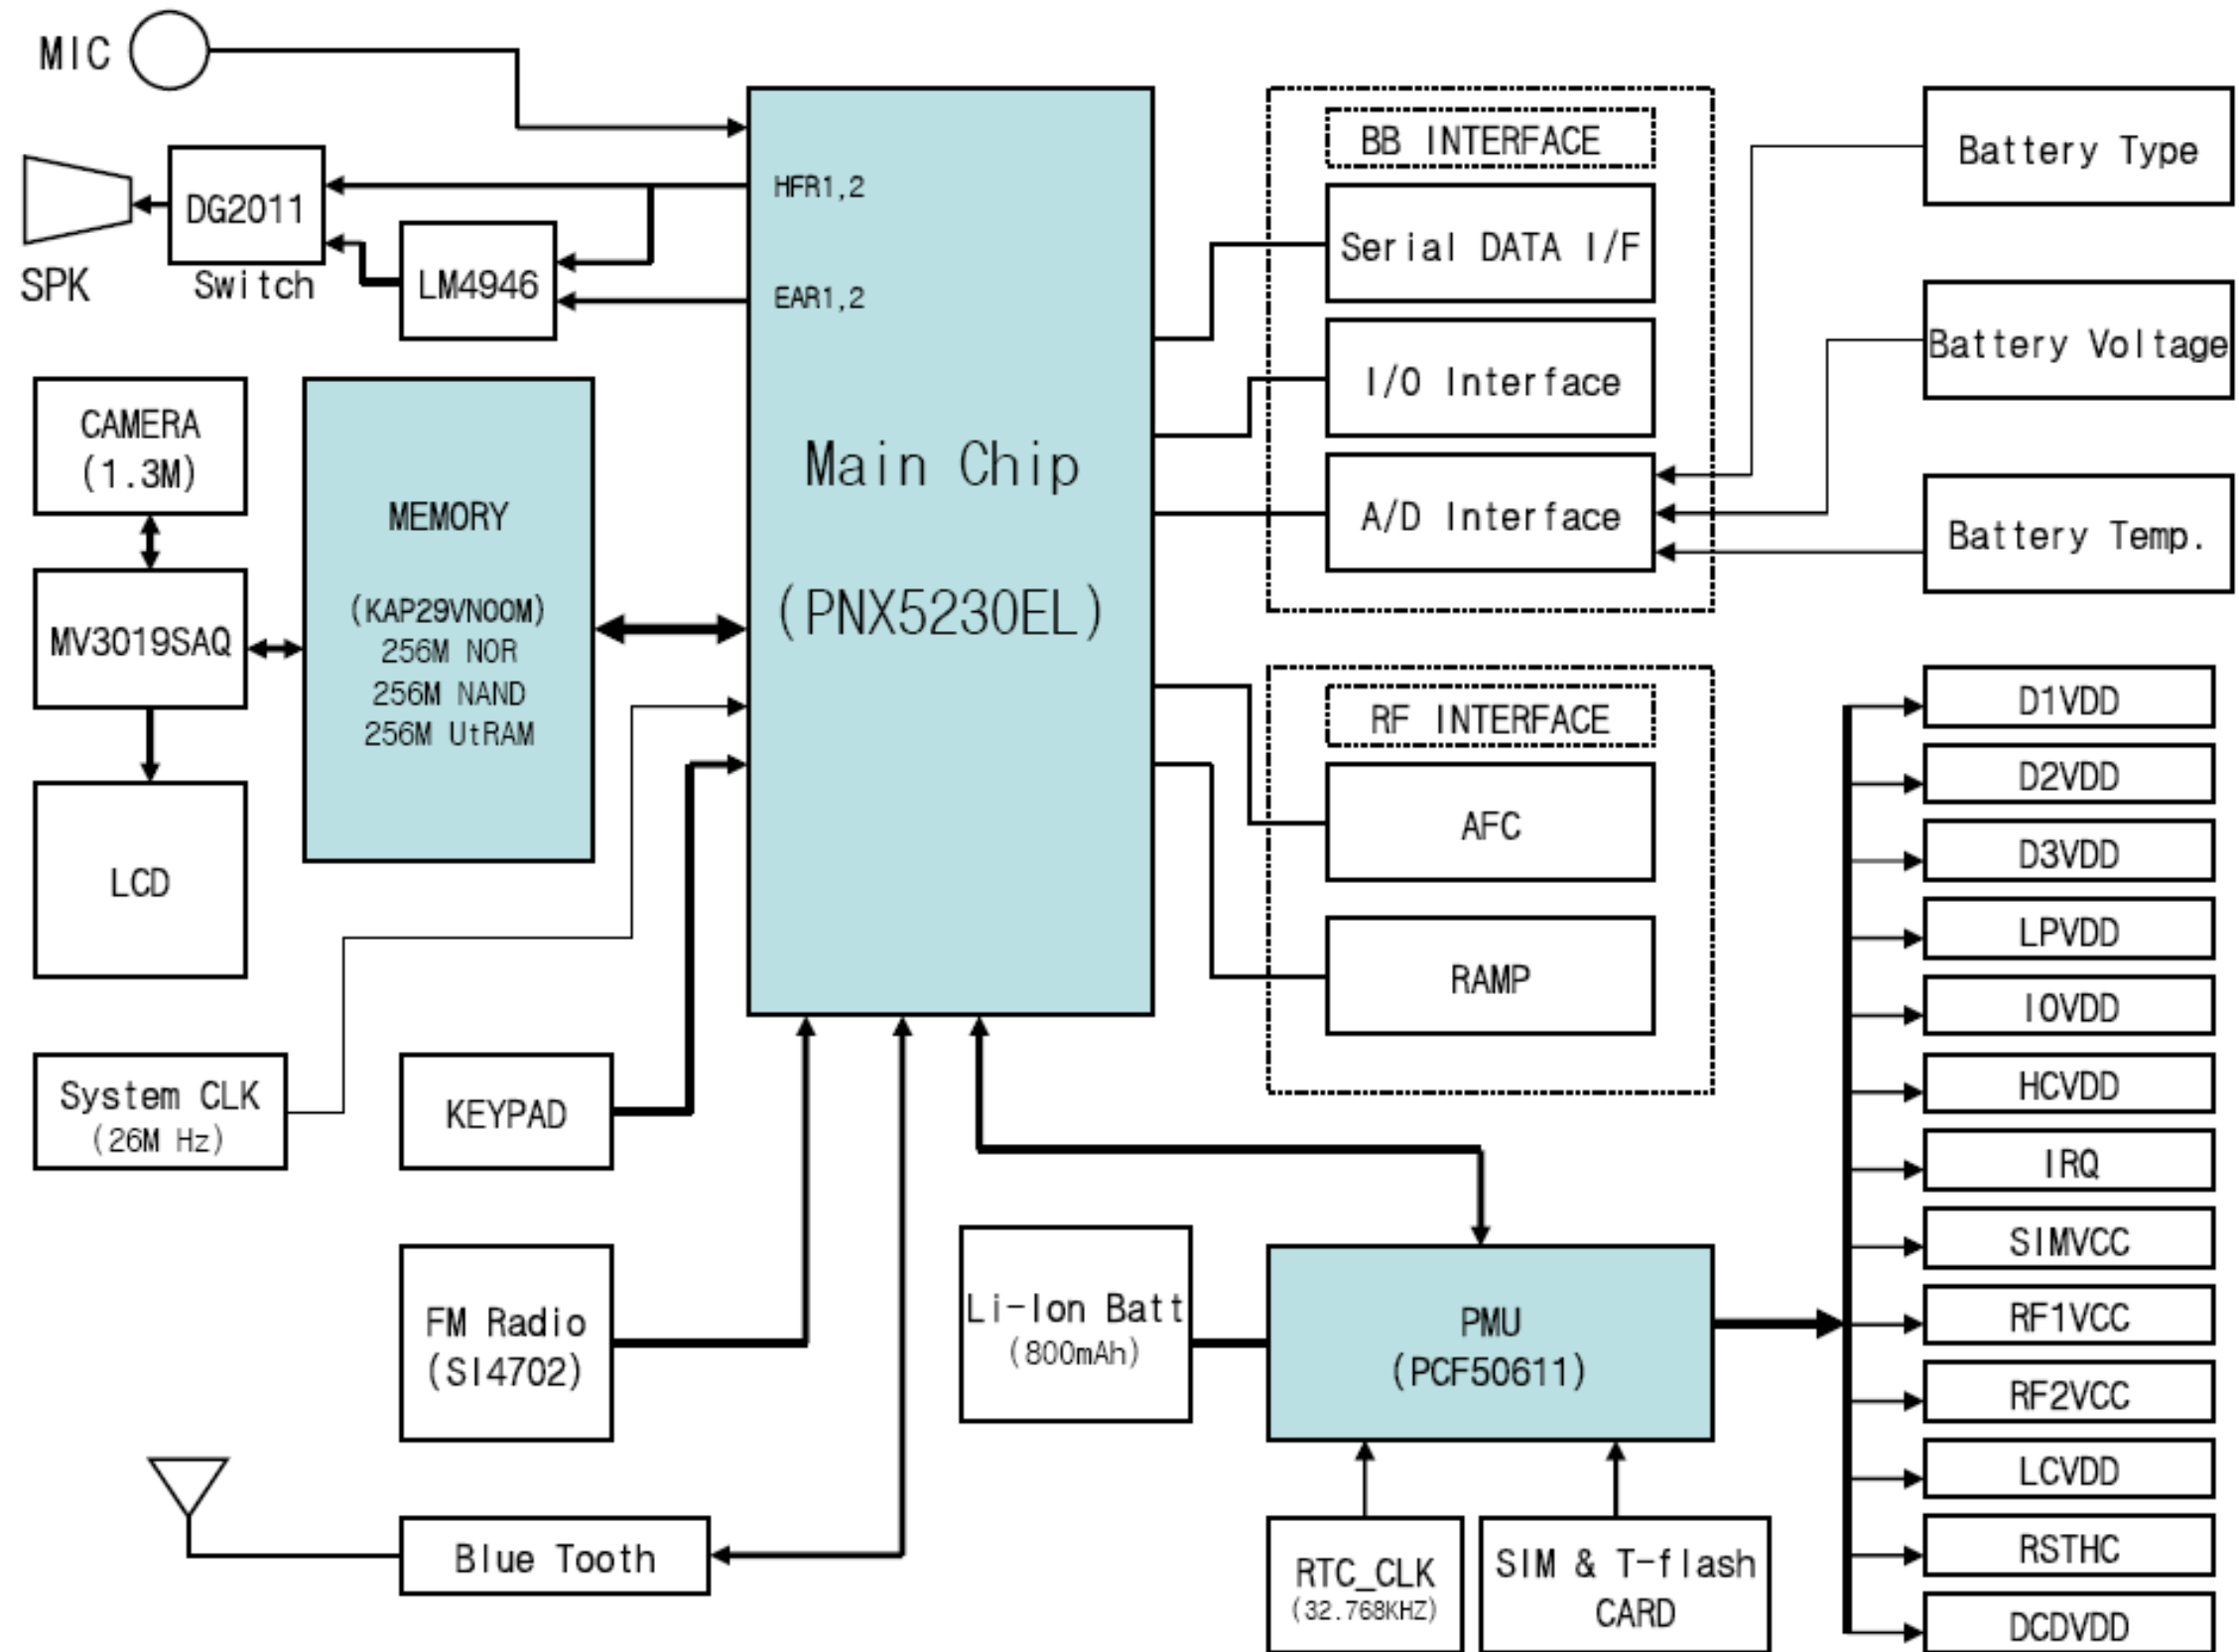 MIC
SPK
DG2011
Switch
LM4946
HFR1,2
EAR1,2
CAMERA
(1.3M)
MV3019SAQ
LCD
MEMORY
(KAP29VN00M)
256M NOR
256M NAND
256M UtRAM
Main Chip
(PNX5230EL)
BB INTERFACE
Serial DATA I/F
I/O Interface
A/D Interface
Battery Type
Battery Voltage
Battery Temp.
RF INTERFACE
AFC
RAMP
System CLK
(26M Hz)
KEYPAD
FM Radio
(SI4702)
Blue Tooth
Li-Ion Batt
(800mAh)
PMU
(PCF50611)
RTC_CLK
(32.768KHZ)
SIM & T-flash
CARD
D1VDD
D2VDD
D3VDD
LPVDD
IOVDD
HCVDD
IRQ
SIMVCC
RF1VCC
RF2VCC
LCVDD
RSTHC
DCDVDD